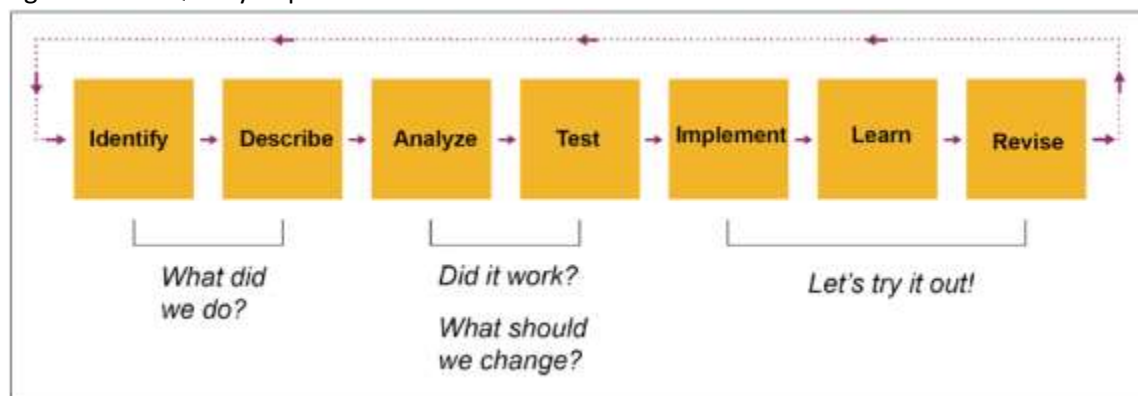 Identify
Describe
Analyze
Test
Implement
Learn
Revise
What did
we do?
Did it work?
What should
we change?
Let's try it out!